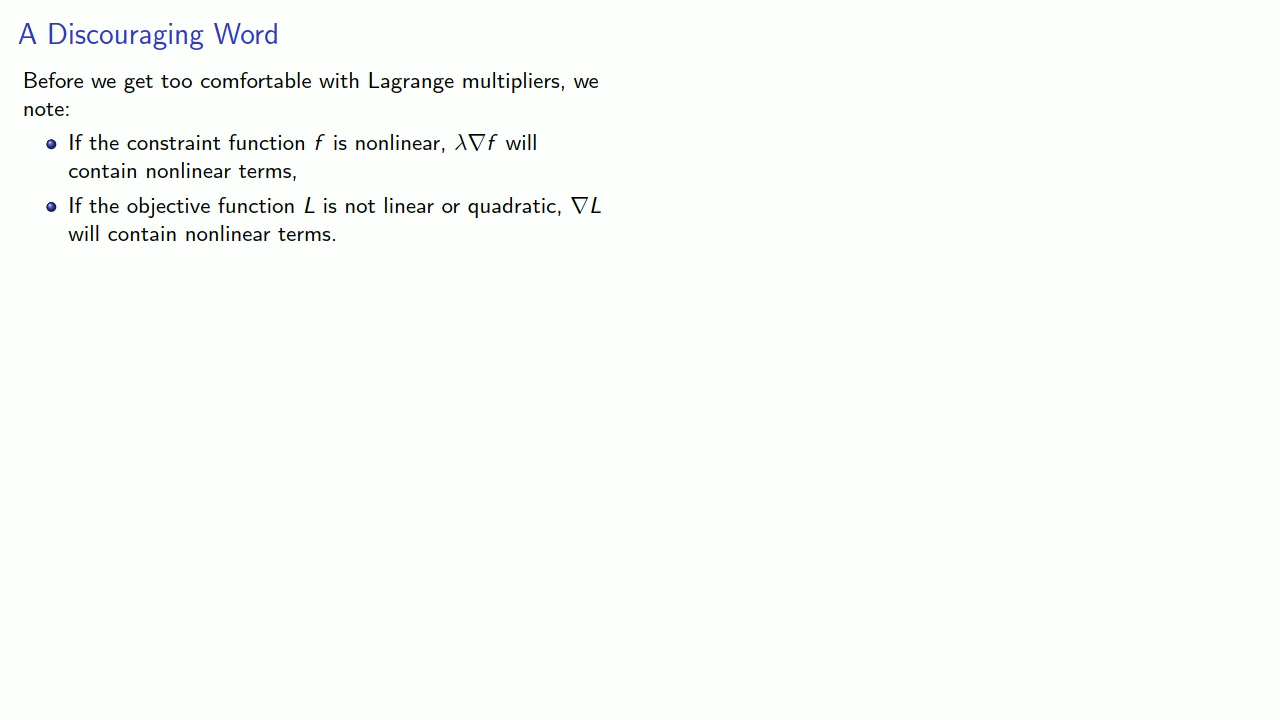 A Discouraging Word
Before we get too comfortable with Lagrange multipliers, we
note:
If the constraint function f is nonlinear, λ∇f will
contain nonlinear terms,
If the objective function L is not linear or quadratic, ∇L
will contain nonlinear terms.